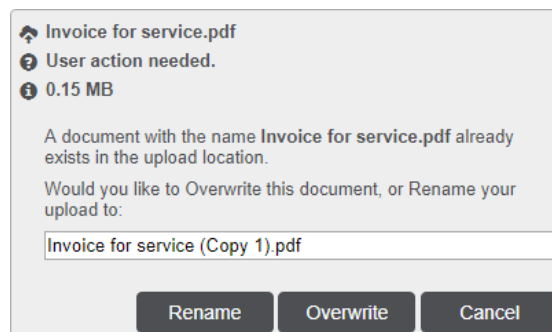 Invoice for service.pdf
User action needed.
0.15 MB
A document with the name Invoice for service.pdf already
exists in the upload location.
Would you like to Overwrite this document, or Rename your
upload to:
Invoice for service (Copy 1).pdf
Rename Overwrite Cancel